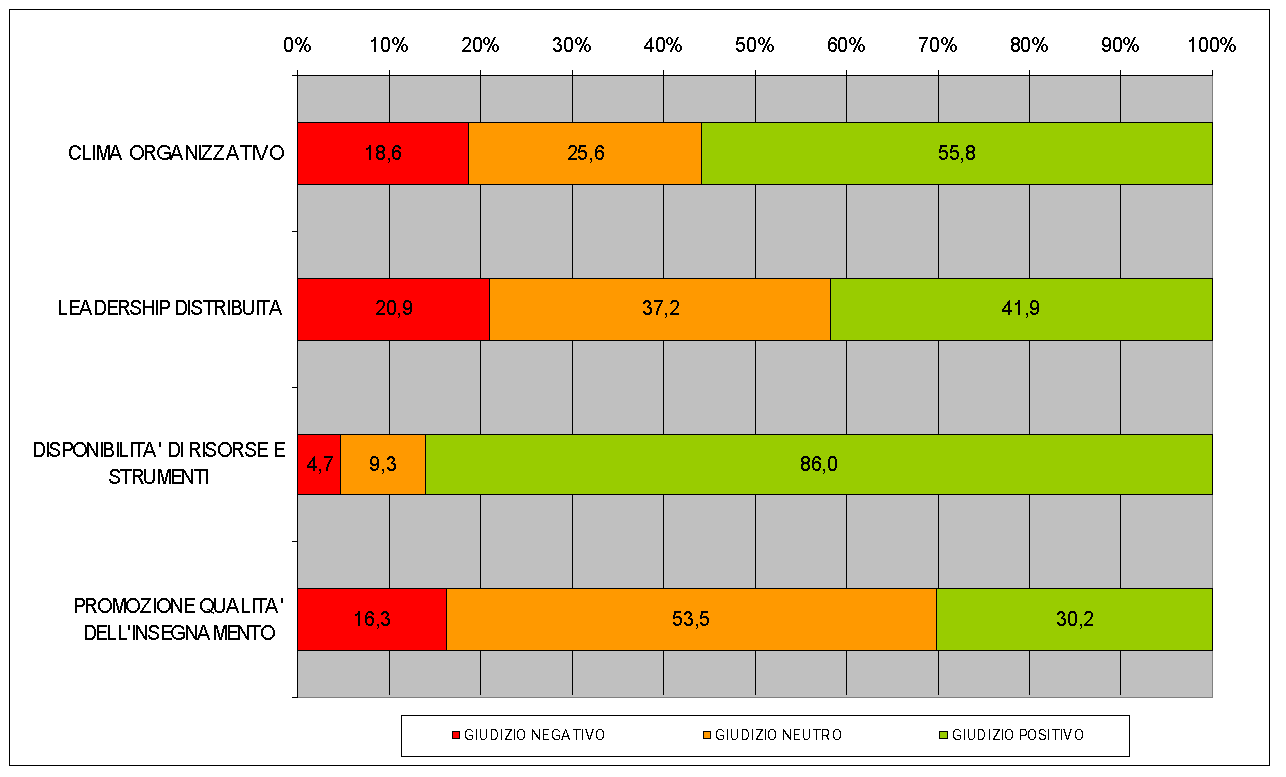 0% 10% 20% 30% 40% 50% 60% 70% 80% 90% 100%
CLIMA ORGANIZZATIVO 18,6 25,6 55,8
LEADERSHIP DISTRIBUITA 20,9 37,2 41,9
DISPONIBILITA' DI RISORSE E
STRUMENTI 4,7 9,3 86,0
PROMOZIONE QUALITA'
DELL'INSEGNAMENTO 16,3 53,5 30,2
GIUDIZIO NEGATIVO GIUDIZIO NEUTRO GIUDIZIO POSITIVO